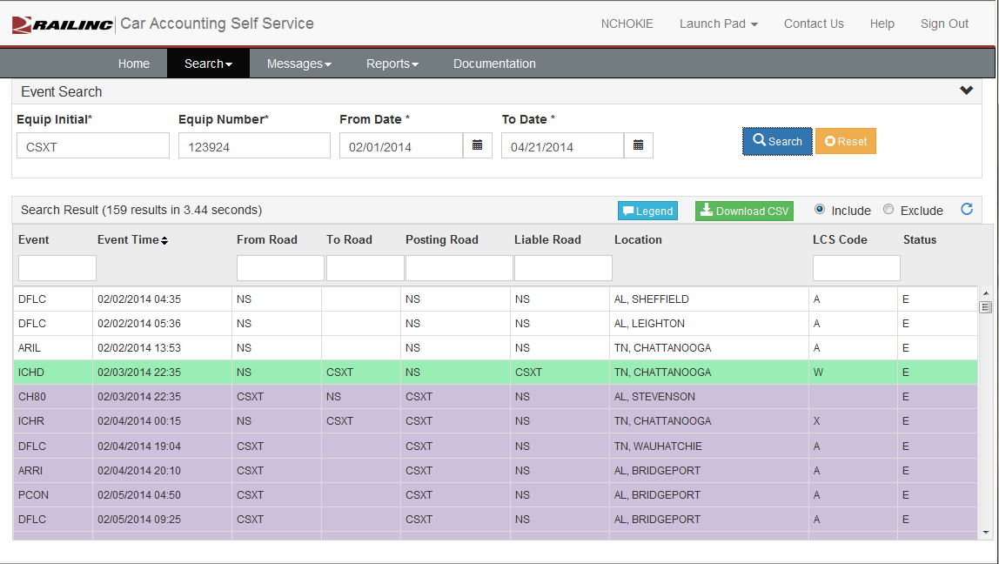 RAILINC Car Accounting Self Service NCHOKIE Launch Pad Contact Us Help Sign Out
Home Search Messages Reports Documentation
Event Search
Equip Initial* Equip Number* From Date * To Date *
CSXT 123924 02/01/2014 04/21/2014 Search Reset
Search Result (159 results in 3.44 seconds) Legend Download CSV Include Exclude
Event Event Time From Road To Road Posting Road Liable Road Location LCS Code Status
DFLC 02/02/2014 04:35 NS NS NS AL, SHEFFIELD A E
DFLC 02/02/2014 05:36 NS NS NS AL, LEIGHTON A E
ARIL 02/02/2014 13:53 NS NS NS TN, CHATTANOOGA A E
ICHD 02/03/2014 22:35 NS CSXT NS CSXT TN, CHATTANOOGA W E
CH80 02/03/2014 22:35 CSXT NS CSXT NS AL, STEVENSON E
ICHR 02/04/2014 00:15 NS CSXT CSXT NS TN, CHATTANOOGA X E
DFLC 02/04/2014 19:04 CSXT CSXT NS TN, WAUHATCHIE A E
ARRI 02/04/2014 20:10 CSXT CSXT NS AL, BRIDGEPORT A E
PCON 02/05/2014 04:50 CSXT CSXT NS AL, BRIDGEPORT A E
DFLC 02/05/2014 09:25 CSXT CSXT NS AL, BRIDGEPORT A E